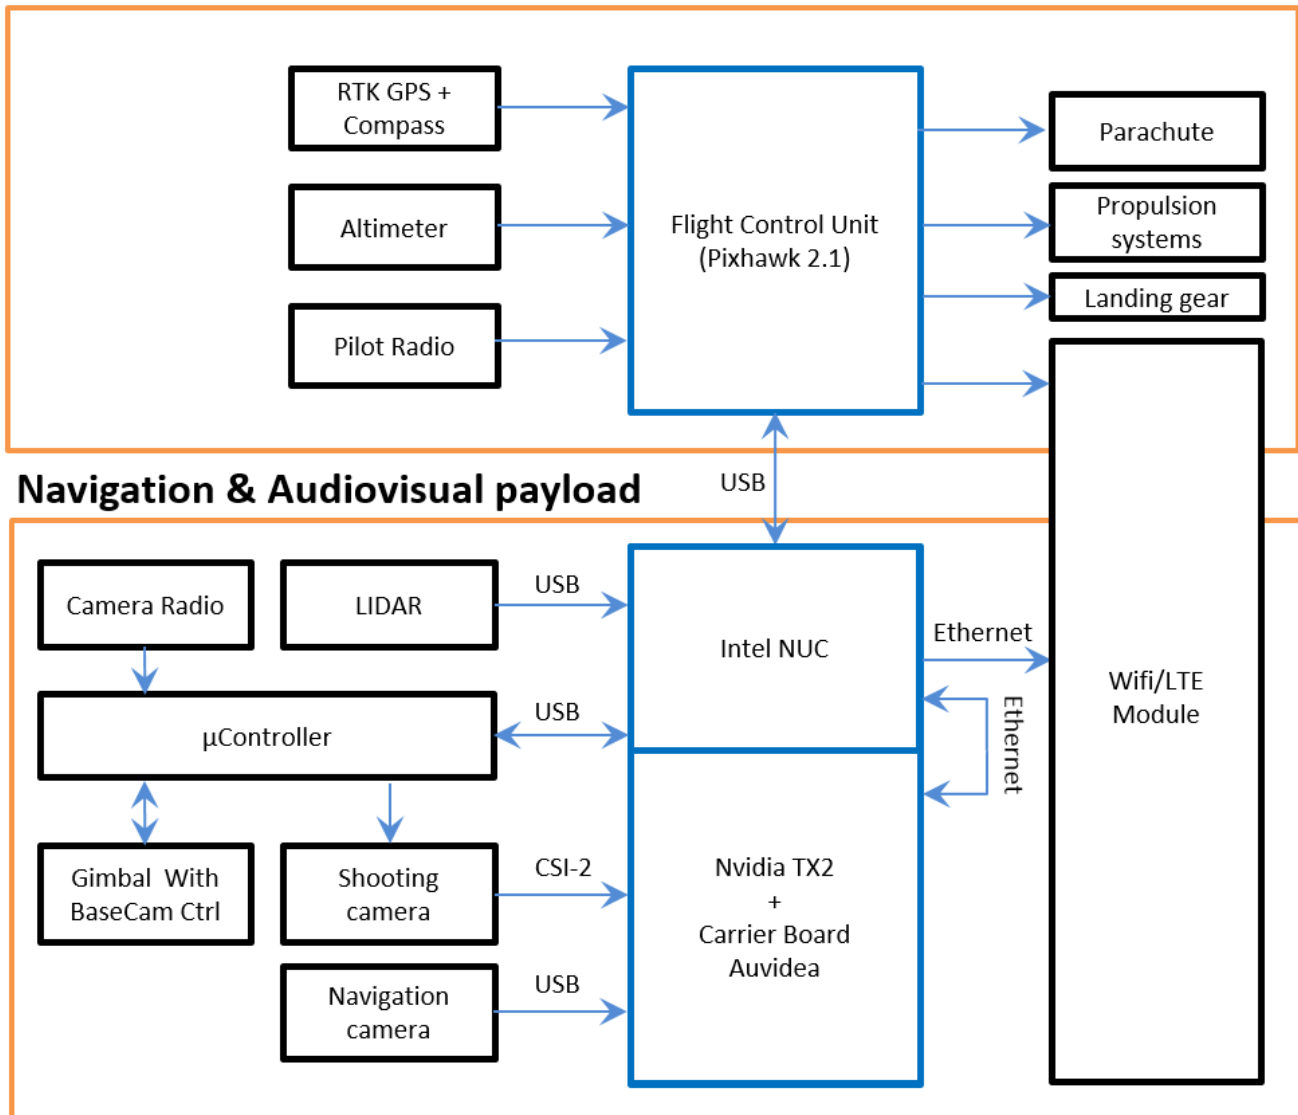 RTK GPS +
Compass
Altimeter
Pilot Radio
Flight Control Unit
(Pixhawk 2.1)
Parachute
Propulsion
systems
Landing gear
USB
Navigation & Audiovisual payload
Camera Radio
LIDAR
USB
Intel NUC
Ethernet
Ethernet
Wifi/LTE
Module
µController
USB
Gimbal With
BaseCam Ctrl
Shooting
camera
CSI-2
Nvidia TX2
+
Carrier Board
Auvidea
Navigation
camera
USB